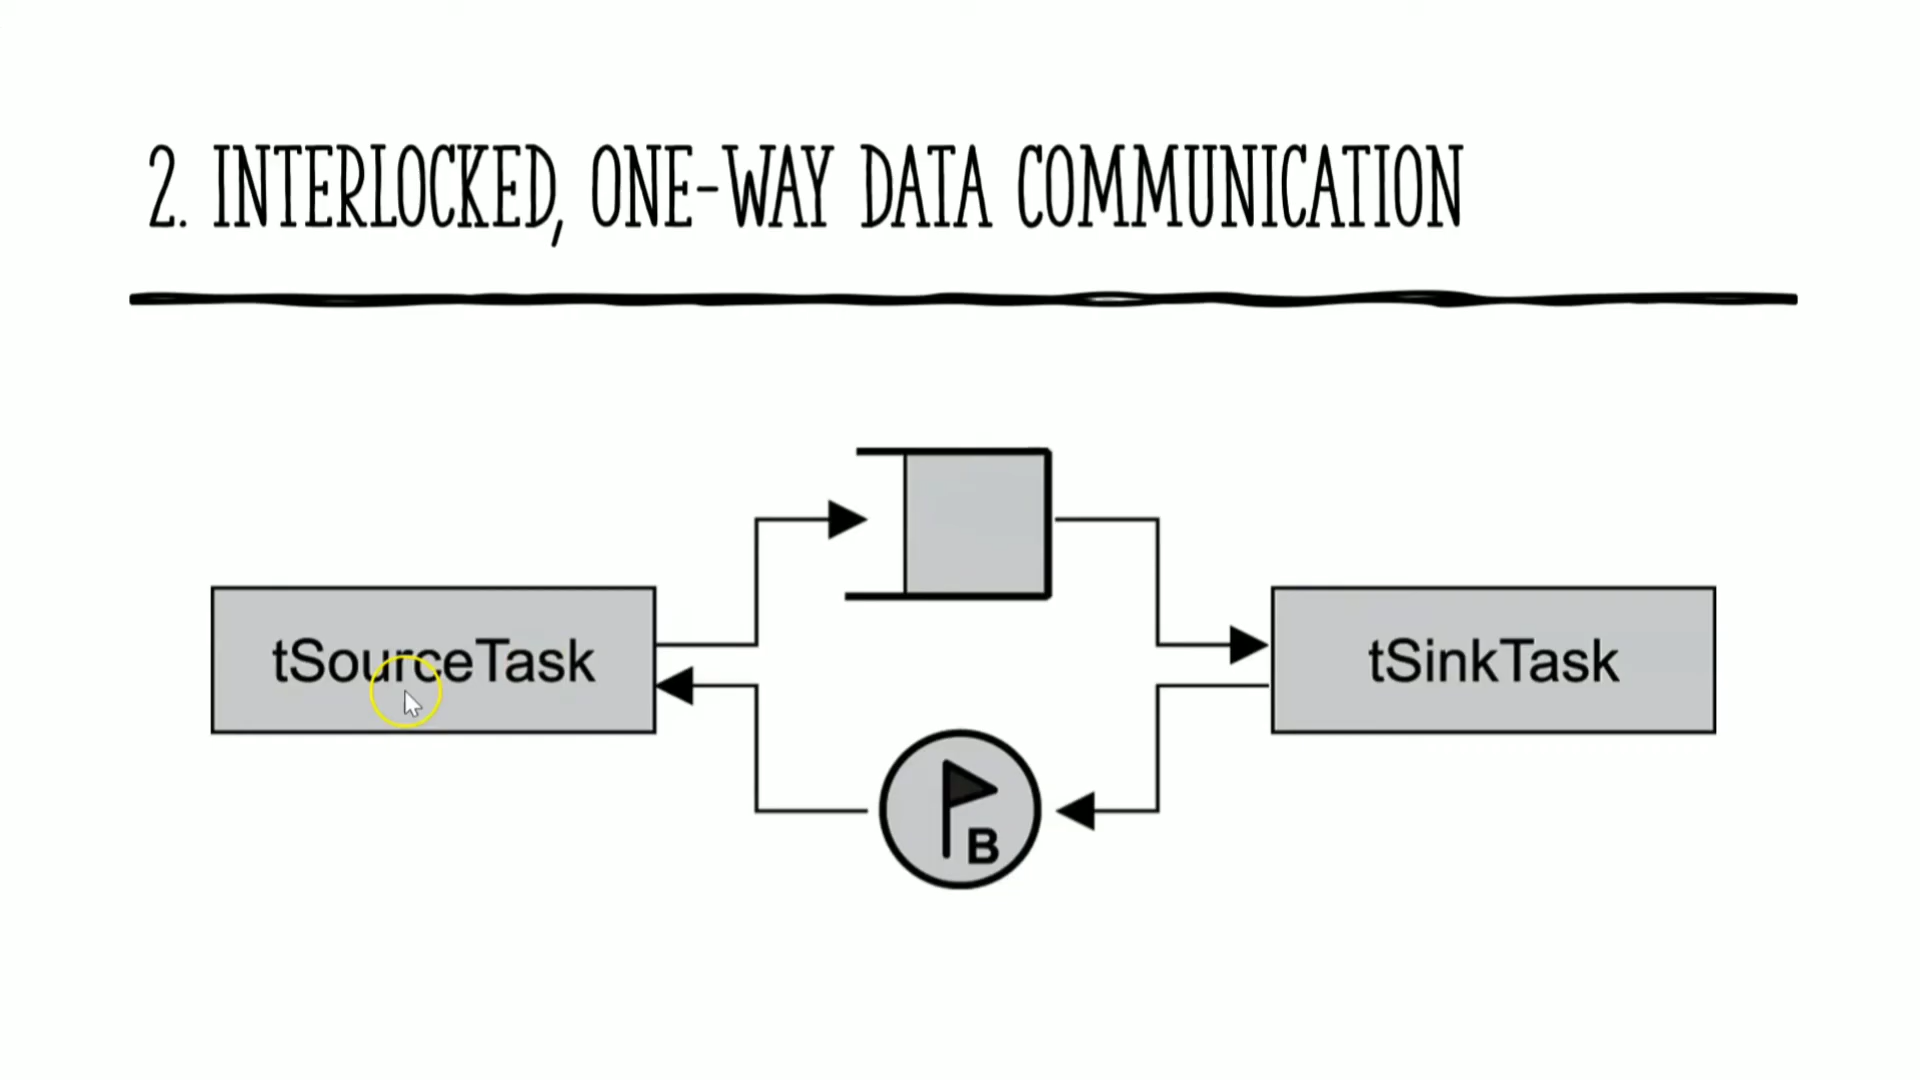 2. INTERLOCKED, ONE-WAY DATA COMMUNICATION
tSourceTask
tSinkTask
B